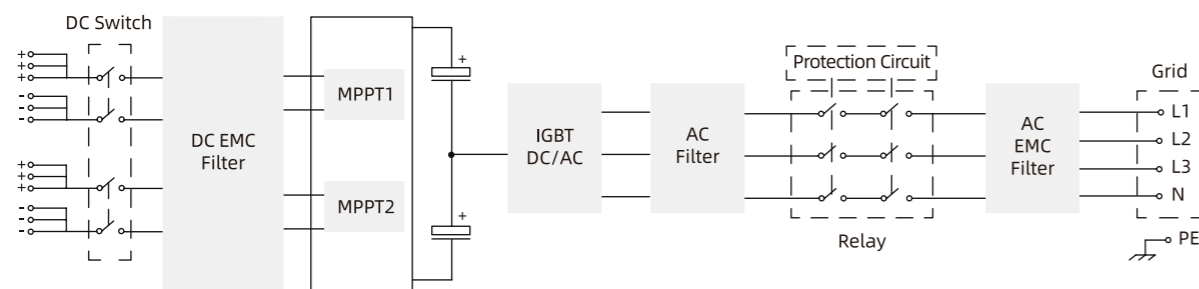 DC Switch
+
+
+
-
-
-
+
+
+
-
-
-
DC EMC
Filter
MPPT1
MPPT2
+
+
IGBT
DC/AC
AC
Filter
Protection Circuit
Relay
AC
EMC
Filter
Grid
L1
L2
L3
N
PE